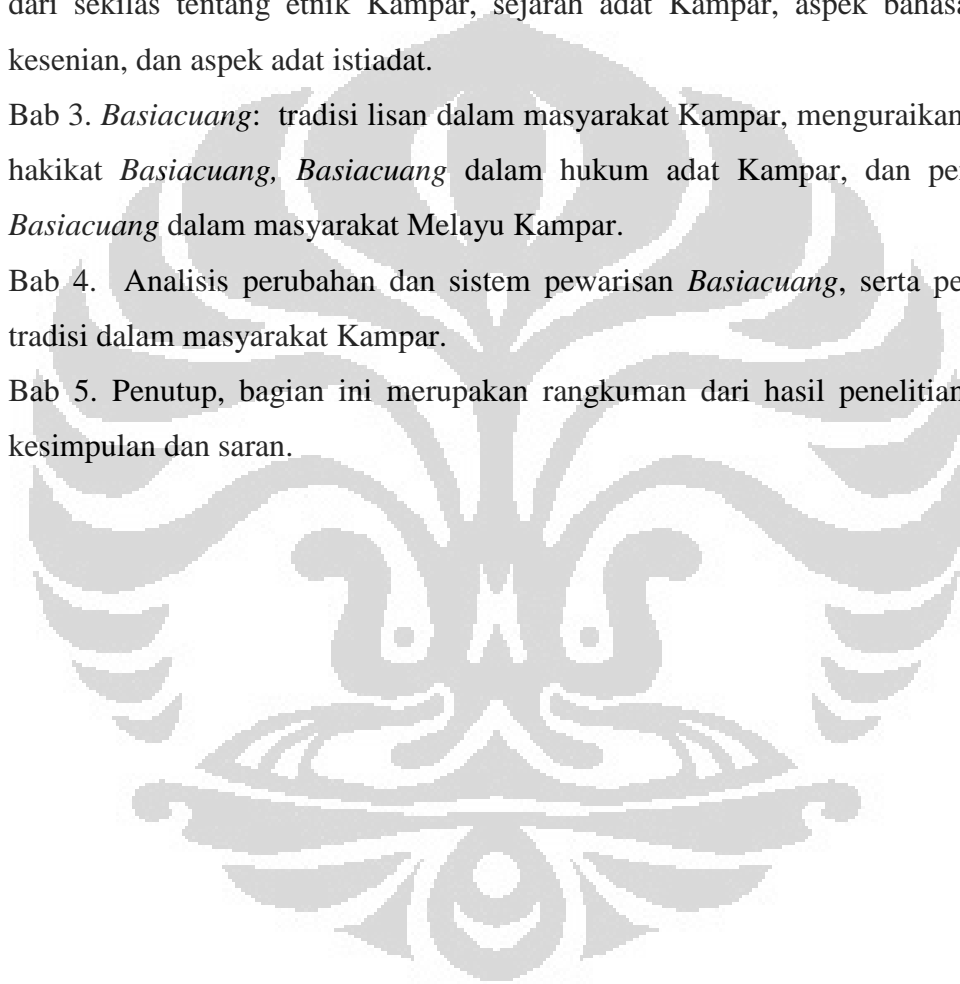 dari sekilas tentang etnik Kampar, sejarah adat Kampar, aspek bahasa
kesenian, dan aspek adat istiadat.
Bab 3. Basiacuang: tradisi lisan dalam masyarakat Kampar, menguraikan
hakikat Basiacuang, Basiacuang dalam hukum adat Kampar, dan
Basiacuang dalam masyarakat Melayu Kampar.
Bab 4. Analisis perubahan dan sistem pewarisan Basiacuang, serta
tradisi dalam masyarakat Kampar.
Bab 5. Penutup, bagian ini merupakan rangkuman dari hasil penelitian
kesimpulan dan saran.